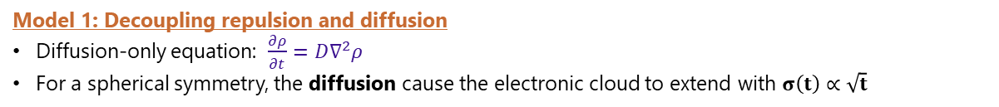 Model 1: Decoupling repulsion and diffusion
• Diffusion-only equation: ∂ρ/∂t = D∇²ρ
• For a spherical symmetry, the diffusion cause the electronic cloud to extend with σ(t) ∝ √t